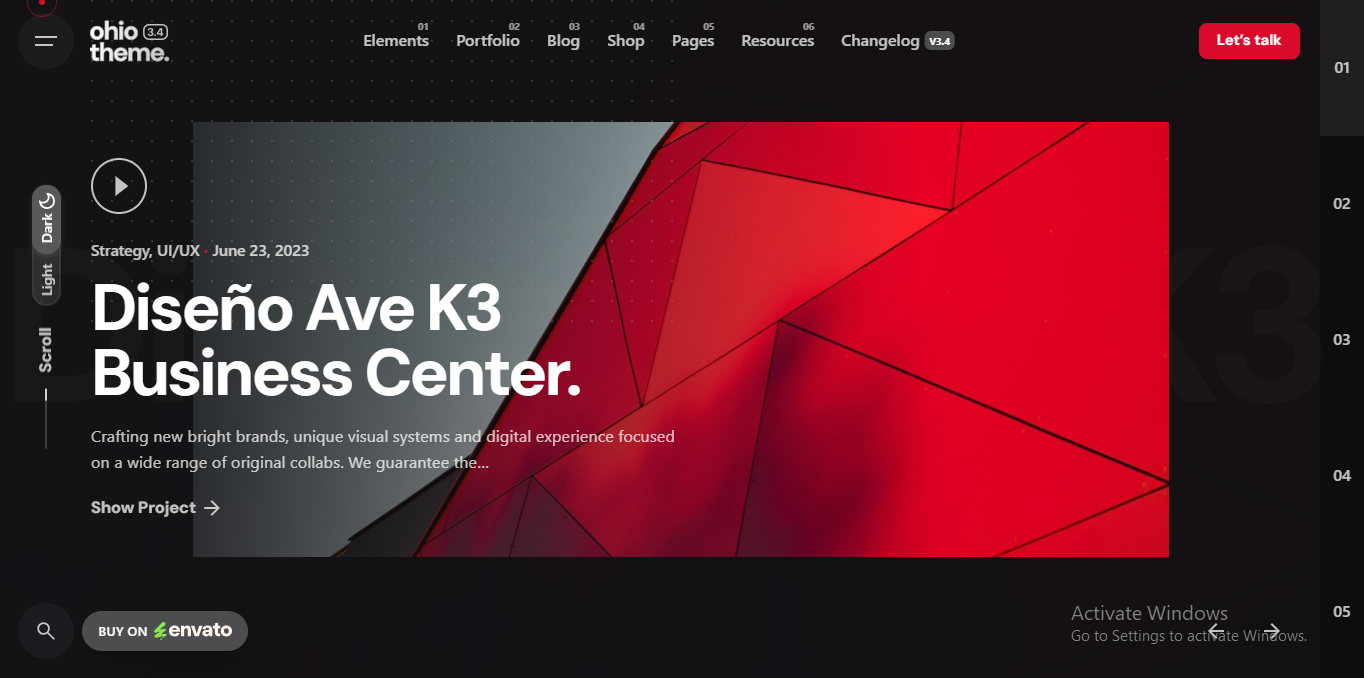 ohio 3.4
theme.
01
Elements
02
Portfolio
03
Blog
04
Shop
05
Pages
06
Resources
Changelog V3.4
Let's talk
Dark
Light
Scroll
Strategy, UI/UX · June 23, 2023
Diseño Ave K3
Business Center.
Crafting new bright brands, unique visual systems and digital experience focused
on a wide range of original collabs. We guarantee the...
Show Project
BUY ON envato
01
02
03
04
05
K3
Activate Windows
Go to Settings to activate Windows.